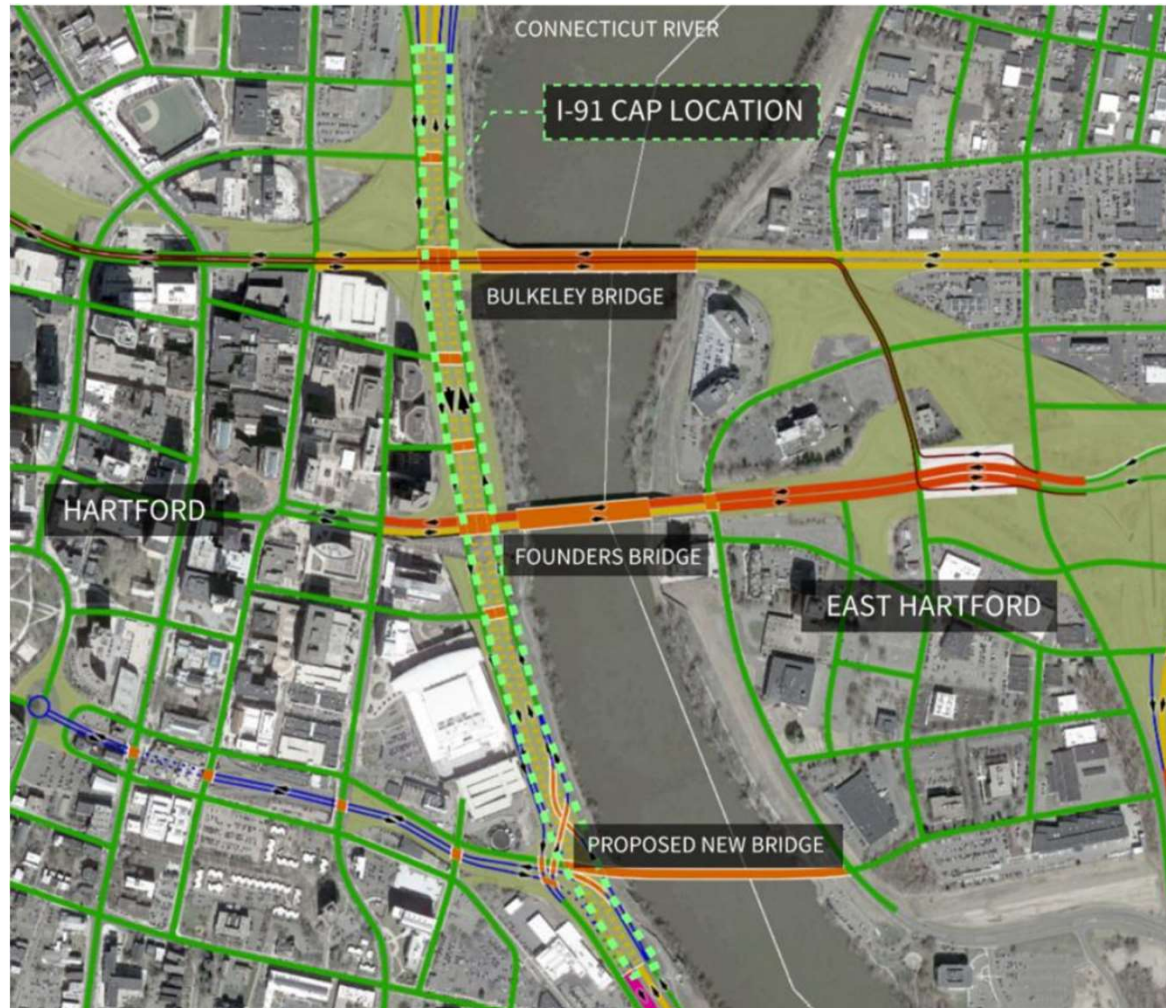 CONNECTICUT RIVER
I-91 CAP LOCATION
BULKELEY BRIDGE
HARTFORD
FOUNDERS BRIDGE
EAST HARTFORD
PROPOSED NEW BRIDGE